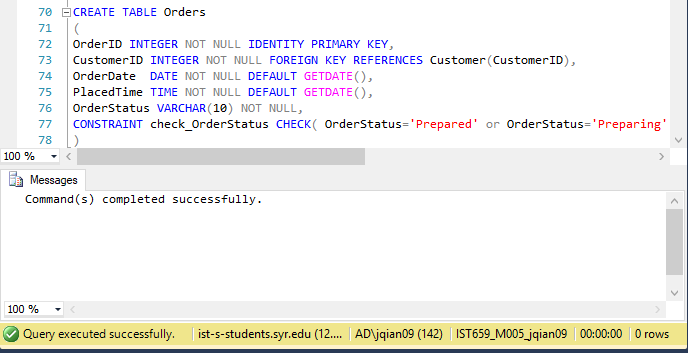 70 CREATE TABLE Orders
71 (
72 OrderID INTEGER NOT NULL IDENTITY PRIMARY KEY,
73 CustomerID INTEGER NOT NULL FOREIGN KEY REFERENCES Customer(CustomerID),
74 OrderDate  DATE NOT NULL DEFAULT GETDATE(),
75 PlacedTime TIME NOT NULL DEFAULT GETDATE(),
76 OrderStatus VARCHAR(10) NOT NULL,
77 CONSTRAINT check_OrderStatus CHECK( OrderStatus='Prepared' or OrderStatus='Preparing'
78 )
100 %
Messages
Command(s) completed successfully.
100 %
Query executed successfully. ist-s-students.syr.edu (12.... AD\jqian09 (142) IST659_M005_jqian09 00:00:00 0 rows